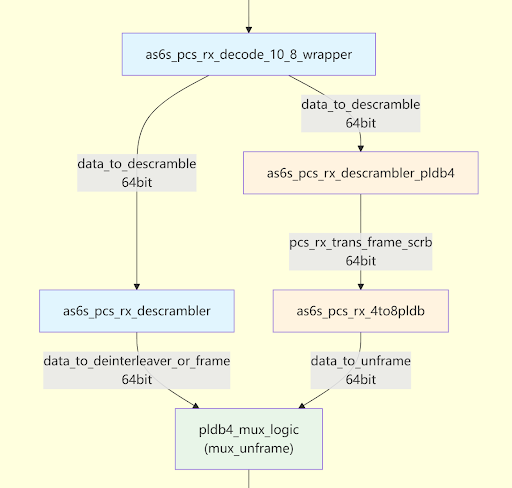 as6s_pcs_rx_decode_10_8_wrapper
data_to_descramble
64bit
data_to_descramble
64bit
as6s_pcs_rx_descrambler_pldb4
pcs_rx_trans_frame_scrb
64bit
as6s_pcs_rx_descrambler
as6s_pcs_rx_4to8pldb
data_to_deinterleaver_or_frame
64bit
data_to_unframe
64bit
pldb4_mux_logic
(mux_unframe)